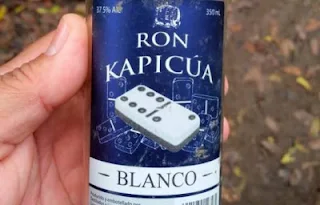 37.5% Alc. 350 mL
RON
KAPICÚA
BLANCO